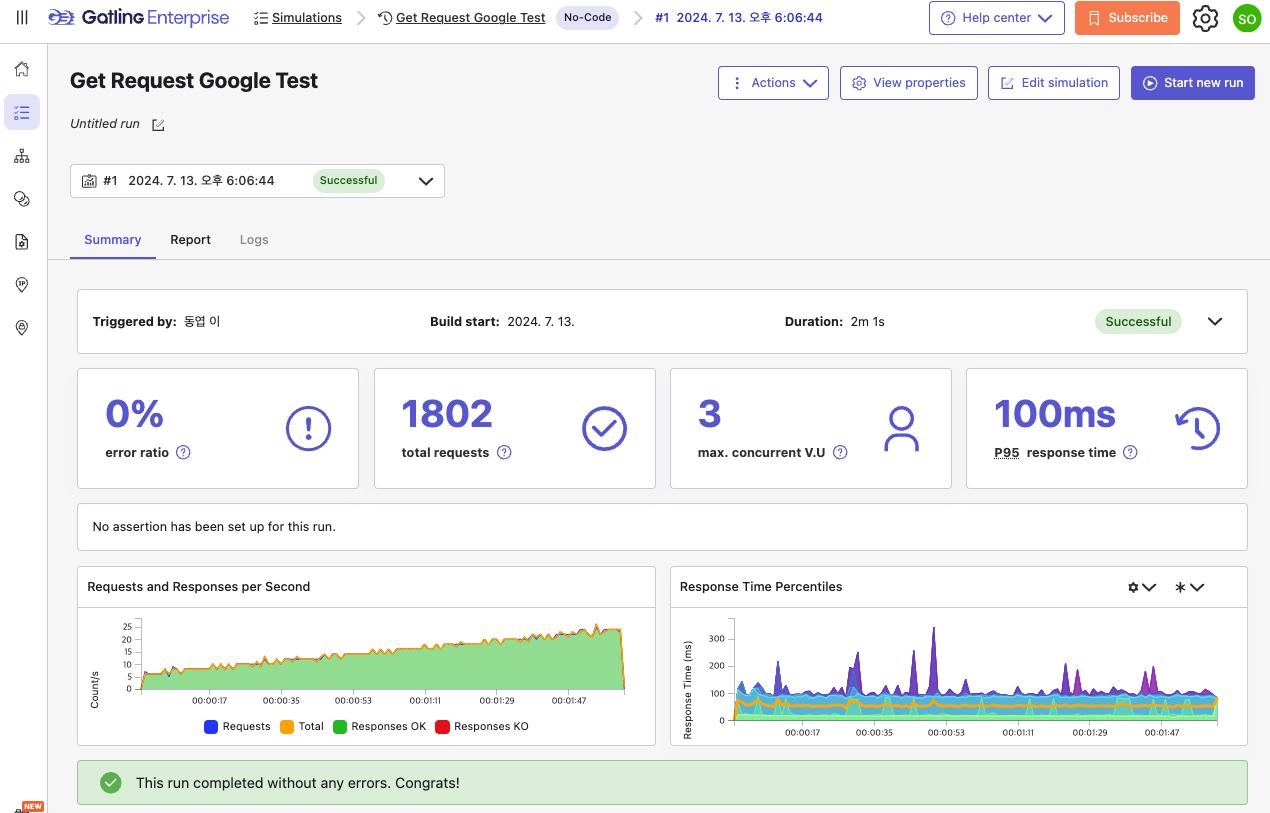 Gatling Enterprise Simulations Get Request Google Test No-Code #1 2024. 7. 13. 오후 6:06:44 Help center Subscribe SO
Get Request Google Test
Actions View properties Edit simulation Start new run
Untitled run
#1 2024. 7. 13. 오후 6:06:44 Successful
Summary Report Logs
IP
Triggered by: 동엽 이 Build start: 2024. 7. 13. Duration: 2m 1s Successful
0% 1802 3 100ms
error ratio ? total requests ? max. concurrent V.U ? P95 response time ?
No assertion has been set up for this run.
Requests and Responses per Second
Count/s
25
20
15
10
5
0
00:00:17 00:00:35 00:00:53 00:01:11 00:01:29 00:01:47
Requests Total Responses OK Responses KO
Response Time Percentiles
Response Time (ms)
300
200
100
0
00:00:17 00:00:35 00:00:53 00:01:11 00:01:29 00:01:47
This run completed without any errors. Congrats!
NEW